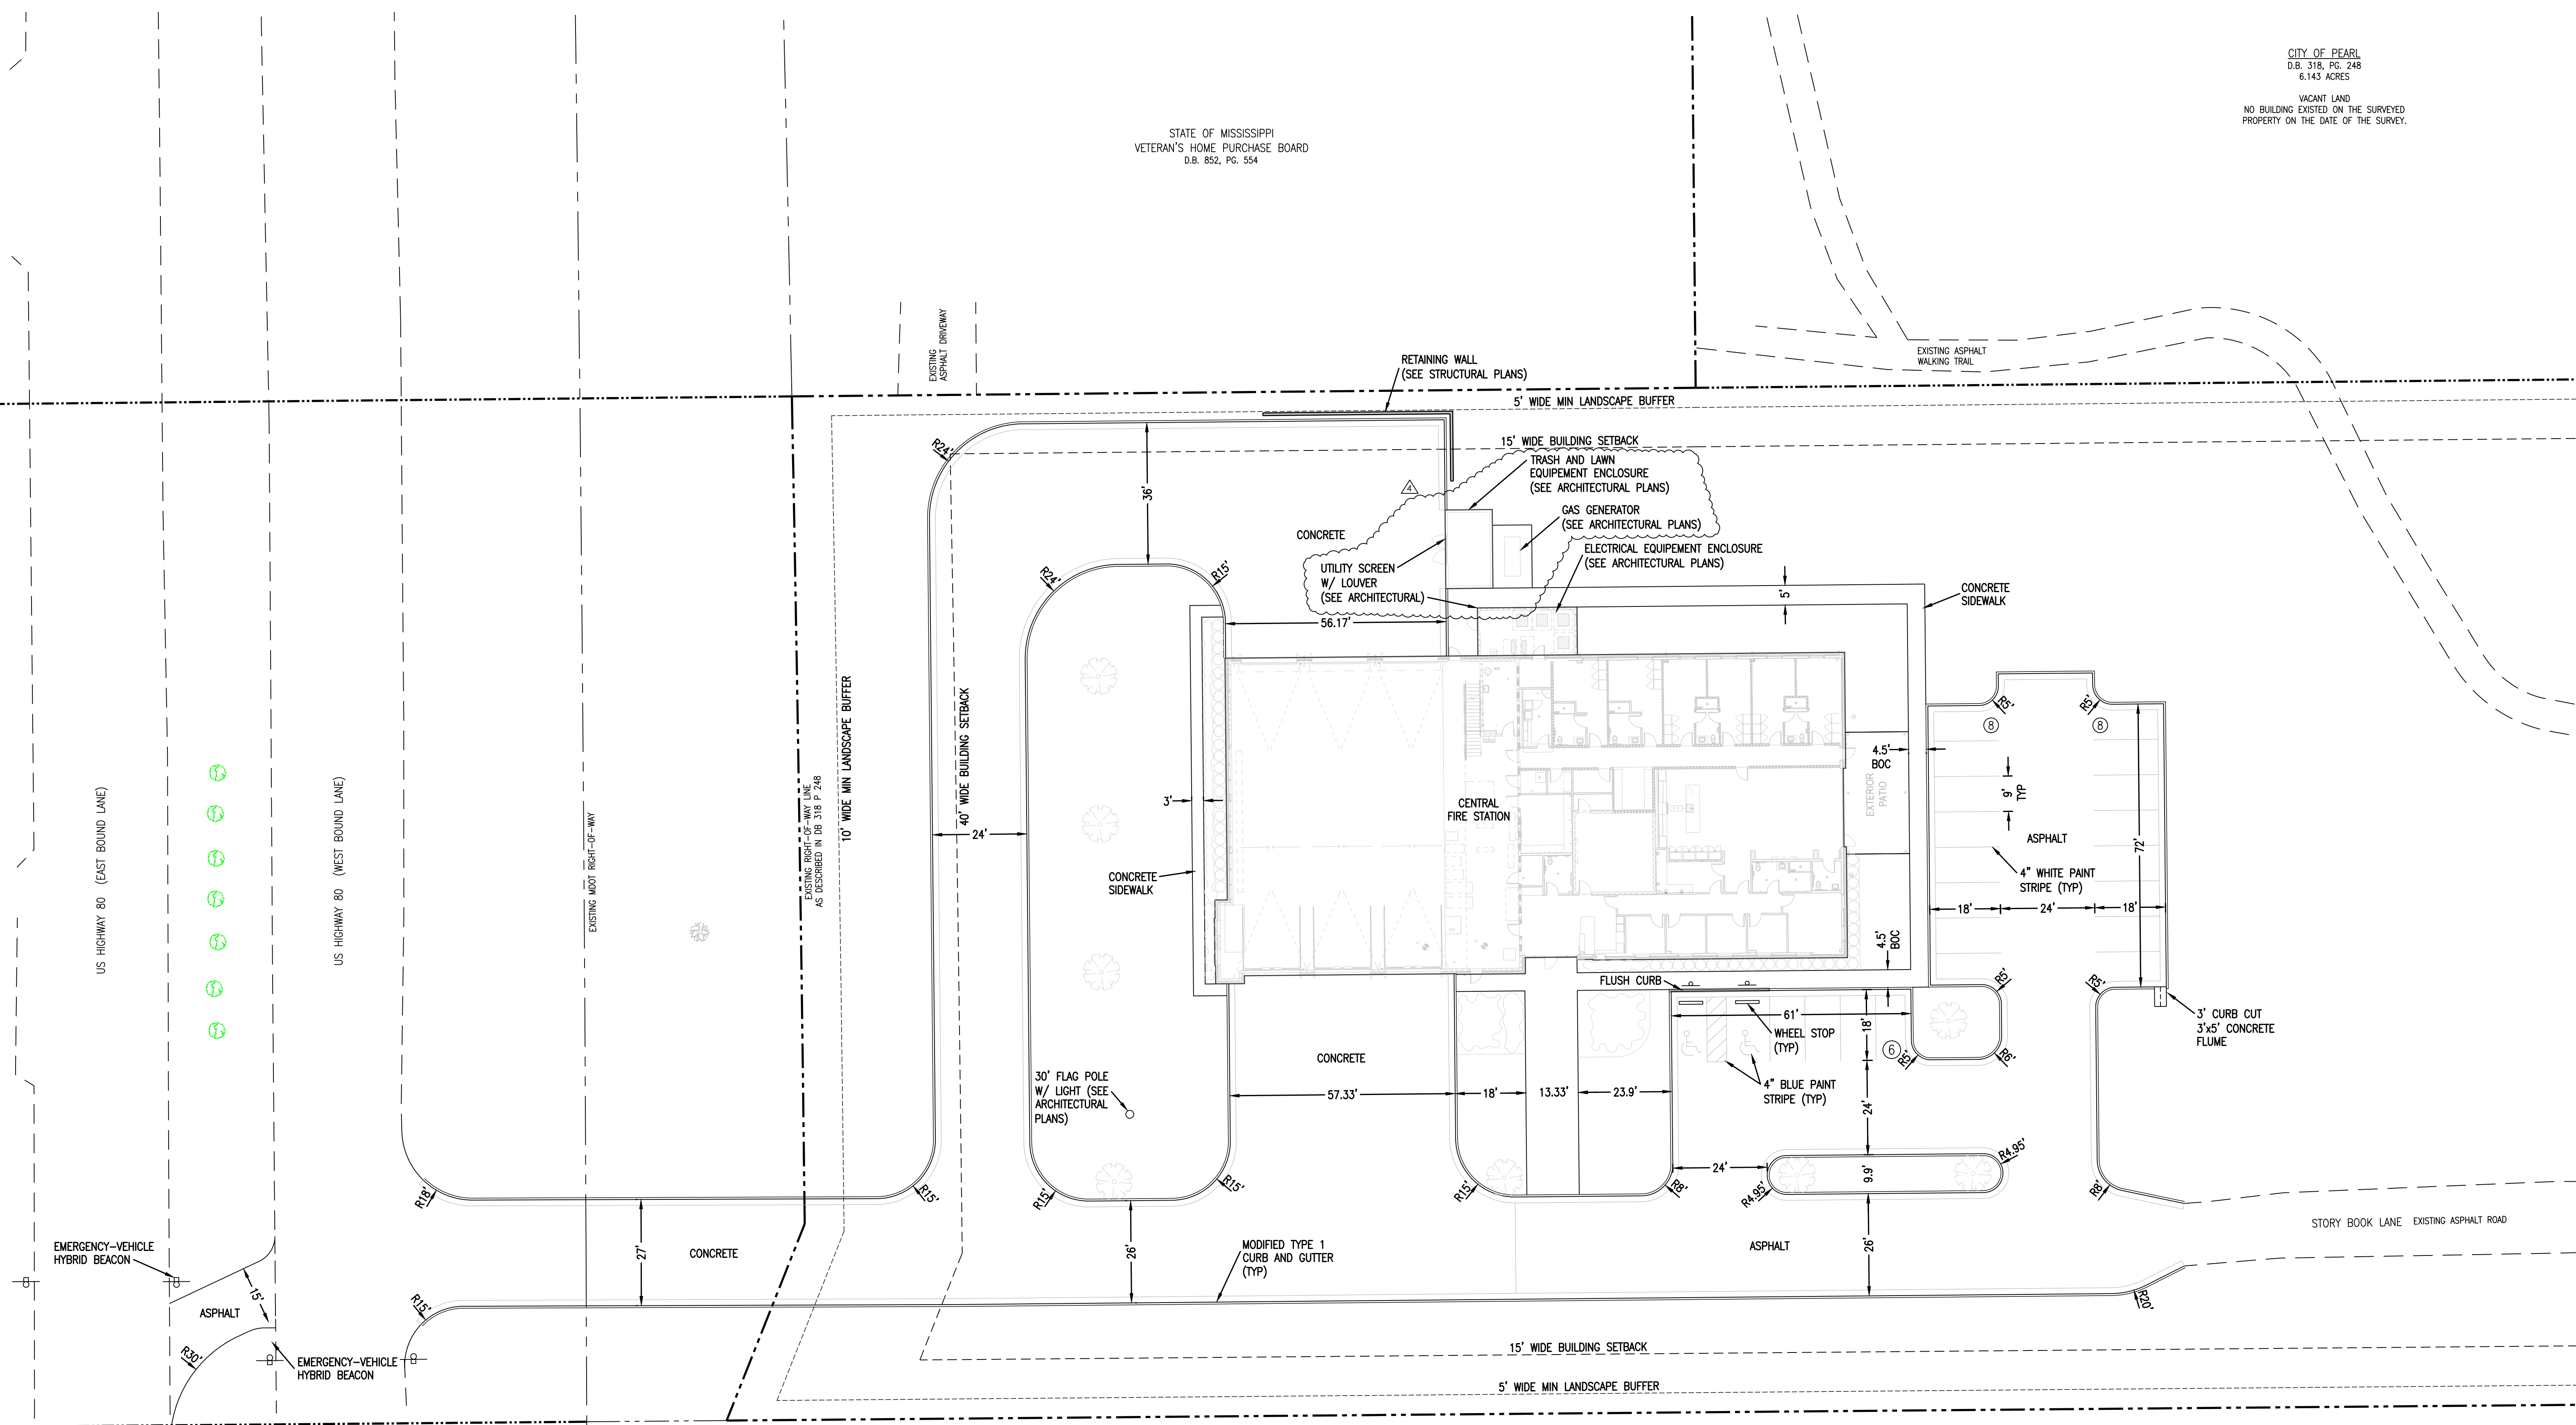 CITY OF PEARL
D.B. 318, PG. 248
6.143 ACRES
VACANT LAND
NO BUILDING EXISTED ON THE SURVEYED
PROPERTY ON THE DATE OF THE SURVEY.
STATE OF MISSISSIPPI
VETERAN'S HOME PURCHASE BOARD
D.B. 852, PG. 554
EXISTING
ASPHALT DRIVEWAY
RETAINING WALL
(SEE STRUCTURAL PLANS)
EXISTING ASPHALT
WALKING TRAIL
5' WIDE MIN LANDSCAPE BUFFER
15' WIDE BUILDING SETBACK
R24'
36'
4
TRASH AND LAWN
EQUIPEMENT ENCLOSURE
(SEE ARCHITECTURAL PLANS)
GAS GENERATOR
(SEE ARCHITECTURAL PLANS)
CONCRETE
ELECTRICAL EQUIPEMENT ENCLOSURE
(SEE ARCHITECTURAL PLANS)
UTILITY SCREEN
W/ LOUVER
(SEE ARCHITECTURAL)
R24'
R15'
56.17'
5'
CONCRETE
SIDEWALK
R5'
R5'
8
8
4.5'
BOC
EXTERIOR
PATIO
9'
TYP
ASPHALT
72'
4" WHITE PAINT
STRIPE (TYP)
18'
24'
18'
US HIGHWAY 80 (EAST BOUND LANE)
US HIGHWAY 80 (WEST BOUND LANE)
EXISTING MDOT RIGHT-OF-WAY
EXISTING RIGHT-OF-WAY LINE
AS DESCRIBED IN DB 318 P 248
10' WIDE MIN LANDSCAPE BUFFER
40' WIDE BUILDING SETBACK
24'
3'
CENTRAL
FIRE STATION
CONCRETE
SIDEWALK
4.5'
BOC
FLUSH CURB
R5'
R5'
61'
18'
WHEEL STOP
(TYP)
6
R5'
R6'
3' CURB CUT
3'x5' CONCRETE
FLUME
CONCRETE
30' FLAG POLE
W/ LIGHT (SEE
ARCHITECTURAL
PLANS)
57.33'
18'
13.33'
23.9'
4" BLUE PAINT
STRIPE (TYP)
24'
24'
R4.95'
9.9'
R4.95'
R18'
R15'
R15'
R15'
R15'
R8'
R8'
STORY BOOK LANE EXISTING ASPHALT ROAD
EMERGENCY-VEHICLE
HYBRID BEACON
27'
CONCRETE
26'
MODIFIED TYPE 1
CURB AND GUTTER
(TYP)
ASPHALT
26'
15'
ASPHALT
R15'
R20'
R30'
EMERGENCY-VEHICLE
HYBRID BEACON
15' WIDE BUILDING SETBACK
5' WIDE MIN LANDSCAPE BUFFER